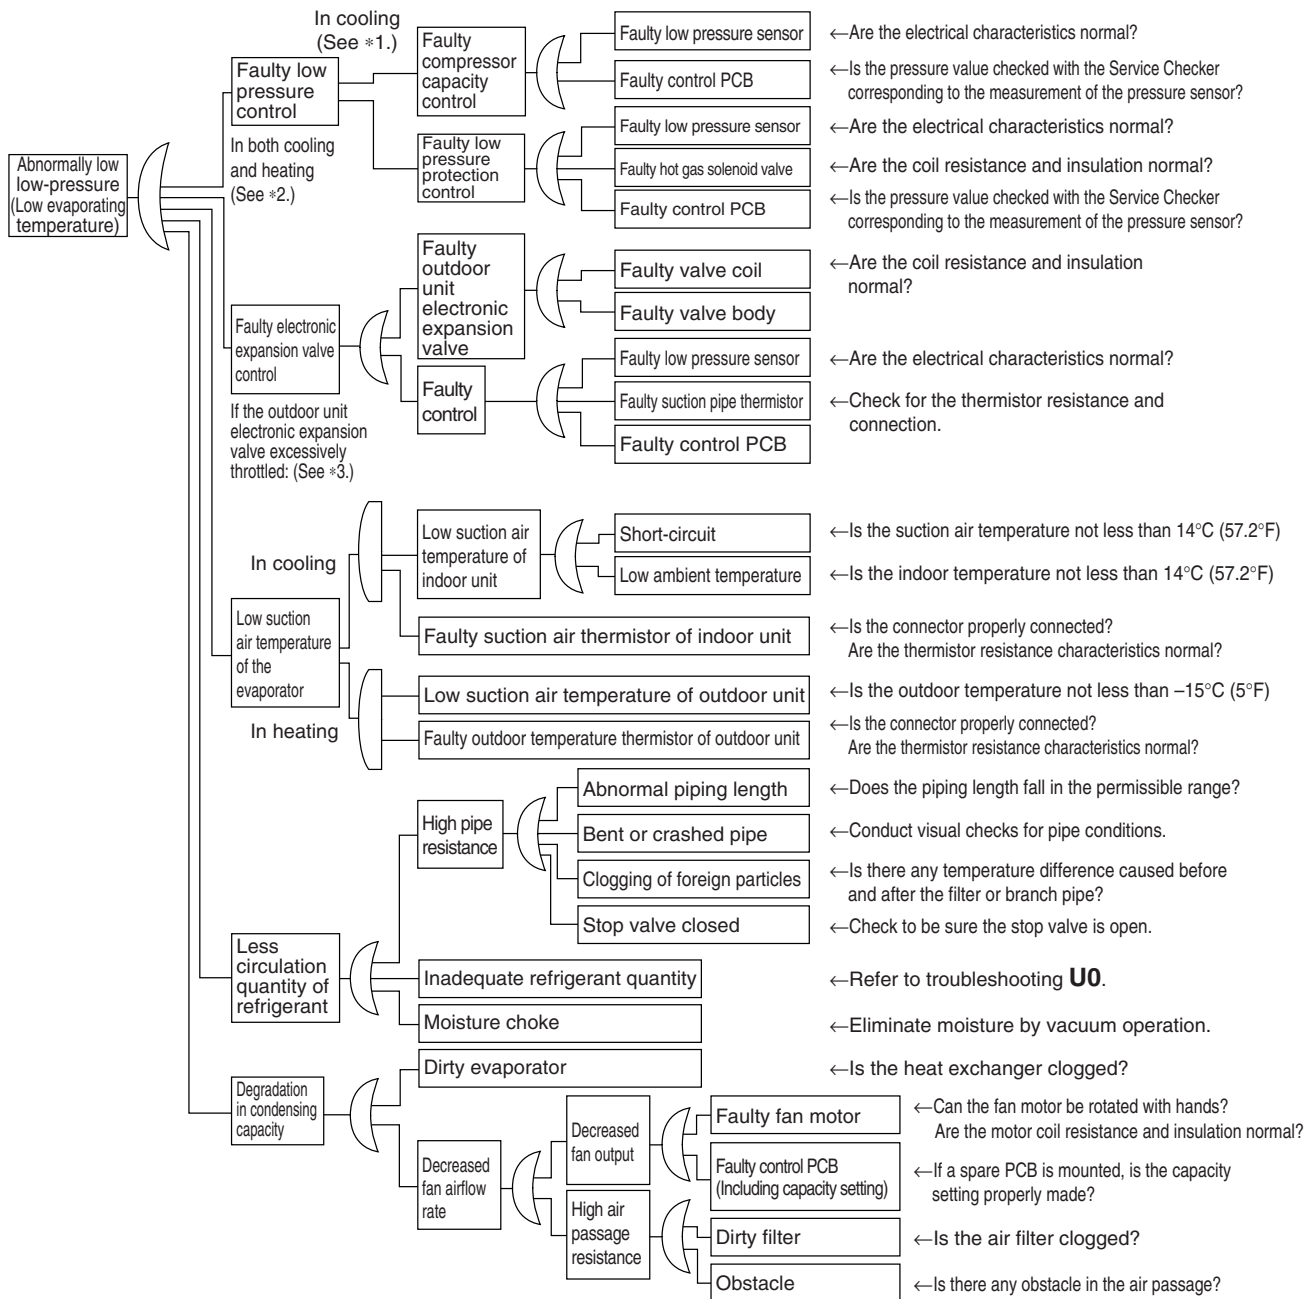 Abnormally low
low-pressure
(Low evaporating
temperature)
Faulty low
pressure
control
In cooling
(See *1.)
In both cooling
and heating
(See *2.)
Faulty
compressor
capacity
control
Faulty low pressure sensor
←Are the electrical characteristics normal?
Faulty control PCB
←Is the pressure value checked with the Service Checker
corresponding to the measurement of the pressure sensor?
Faulty low
pressure
protection
control
Faulty low pressure sensor
←Are the electrical characteristics normal?
Faulty hot gas solenoid valve
←Are the coil resistance and insulation normal?
Faulty control PCB
←Is the pressure value checked with the Service Checker
corresponding to the measurement of the pressure sensor?
Faulty electronic
expansion valve
control
If the outdoor unit
electronic expansion
valve excessively
throttled: (See *3.)
Faulty
outdoor
unit
electronic
expansion
valve
Faulty valve coil
←Are the coil resistance and insulation
normal?
Faulty valve body
Faulty
control
Faulty low pressure sensor
←Are the electrical characteristics normal?
Faulty suction pipe thermistor
←Check for the thermistor resistance and
connection.
Faulty control PCB
Low suction
air temperature
of the
evaporator
In cooling
Low suction air
temperature of
indoor unit
Short-circuit
←Is the suction air temperature not less than 14°C (57.2°F)
Low ambient temperature
←Is the indoor temperature not less than 14°C (57.2°F)
Faulty suction air thermistor of indoor unit
←Is the connector properly connected?
Are the thermistor resistance characteristics normal?
In heating
Low suction air temperature of outdoor unit
←Is the outdoor temperature not less than –15°C (5°F)
Faulty outdoor temperature thermistor of outdoor unit
←Is the connector properly connected?
Are the thermistor resistance characteristics normal?
Less
circulation
quantity of
refrigerant
High pipe
resistance
Abnormal piping length
←Does the piping length fall in the permissible range?
Bent or crashed pipe
←Conduct visual checks for pipe conditions.
Clogging of foreign particles
←Is there any temperature difference caused before
and after the filter or branch pipe?
Stop valve closed
←Check to be sure the stop valve is open.
Inadequate refrigerant quantity
←Refer to troubleshooting U0.
Moisture choke
←Eliminate moisture by vacuum operation.
Degradation
in condensing
capacity
Dirty evaporator
←Is the heat exchanger clogged?
Decreased
fan airflow
rate
Decreased
fan output
Faulty fan motor
←Can the fan motor be rotated with hands?
Are the motor coil resistance and insulation normal?
Faulty control PCB
(Including capacity setting)
←If a spare PCB is mounted, is the capacity
setting properly made?
High air
passage
resistance
Dirty filter
←Is the air filter clogged?
Obstacle
←Is there any obstacle in the air passage?